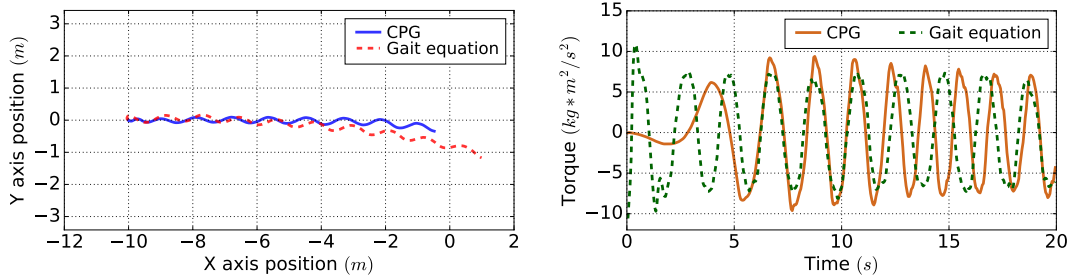 CPG
Gait equation
Y axis position (m)
3
2
1
0
−1
−2
−3
−12 −10 −8 −6 −4 −2 0 2
X axis position (m)
CPG Gait equation
Torque (kg∗m²/s²)
15
10
5
0
−5
−10
0 5 10 15 20
Time (s)